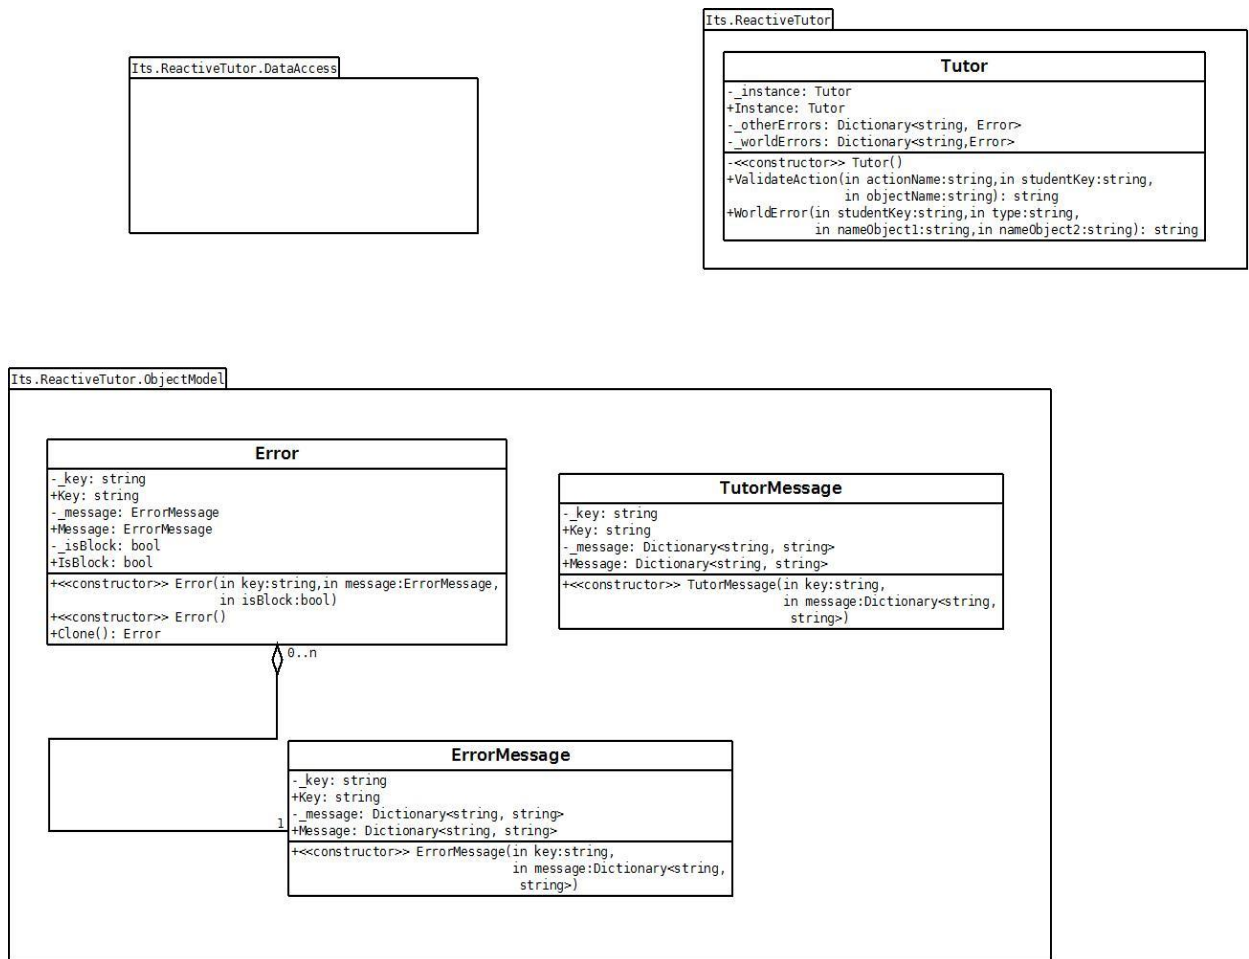 Its.ReactiveTutor.DataAccess
Its.ReactiveTutor
Tutor
-_instance: Tutor
+Instance: Tutor
-_otherErrors: Dictionary<string, Error>
-_worldErrors: Dictionary<string,Error>
-<<constructor>> Tutor()
+ValidateAction(in actionName:string,in studentKey:string,
in objectName:string): string
+WorldError(in studentKey:string,in type:string,
in nameObject1:string,in nameObject2:string): string
Its.ReactiveTutor.ObjectModel
Error
-_key: string
+Key: string
-_message: ErrorMessage
+Message: ErrorMessage
-_isBlock: bool
+IsBlock: bool
+<<constructor>> Error(in key:string,in message:ErrorMessage,
in isBlock:bool)
+<<constructor>> Error()
+Clone(): Error
0..n
TutorMessage
-_key: string
+Key: string
-_message: Dictionary<string, string>
+Message: Dictionary<string, string>
+<<constructor>> TutorMessage(in key:string,
in message:Dictionary<string,
string>)
ErrorMessage
-_key: string
+Key: string
-_message: Dictionary<string, string>
+Message: Dictionary<string, string>
1
+<<constructor>> ErrorMessage(in key:string,
in message:Dictionary<string,
string>)